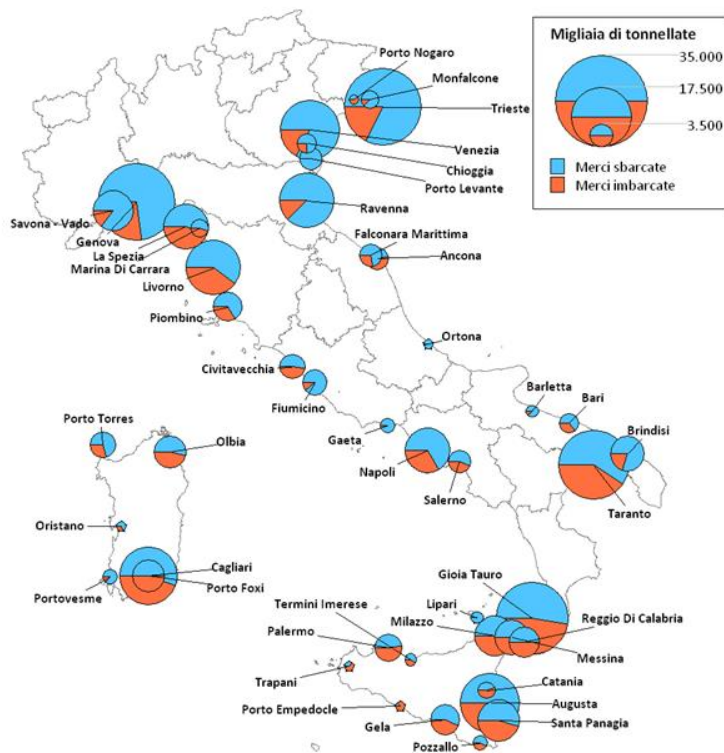 Migliaia di tonnellate
35.000
17.500
3.500
Merci sbarcate
Merci imbarcate
Porto Nogaro
Monfalcone
Trieste
Venezia
Chioggia
Porto Levante
Ravenna
Savona - Vado
Genova
La Spezia
Marina Di Carrara
Livorno
Falconara Marittima
Ancona
Piombino
Ortona
Civitavecchia
Fiumicino
Barletta
Bari
Gaeta
Brindisi
Porto Torres
Olbia
Napoli
Salerno
Taranto
Oristano
Cagliari
Porto Foxi
Portovesme
Gioia Tauro
Termini Imerese
Lipari
Milazzo
Reggio Di Calabria
Palermo
Messina
Trapani
Catania
Porto Empedocle
Augusta
Gela
Santa Panagia
Pozzallo